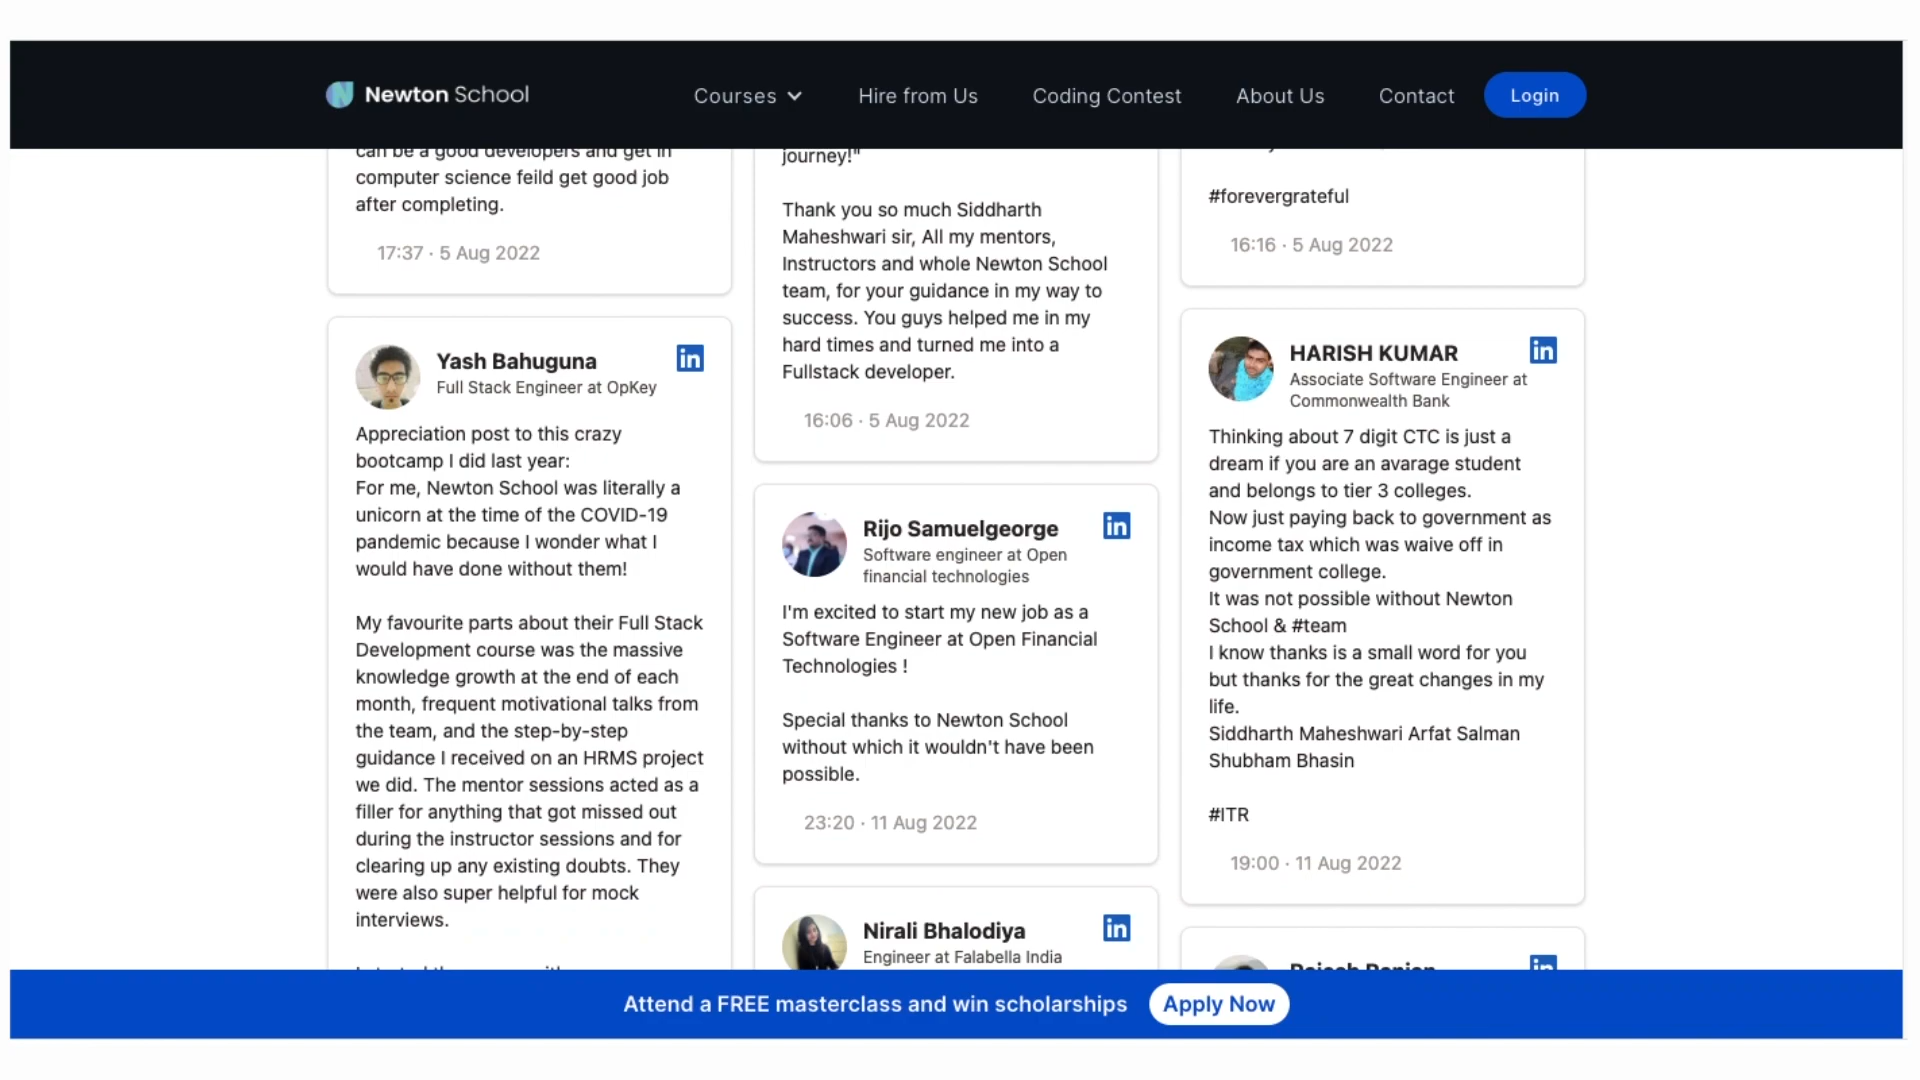 Newton School
Courses
Hire from Us
Coding Contest
About Us
Contact
Login
can be a good developers and get in
computer science feild get good job
after completing.
17:37 · 5 Aug 2022
Yash Bahuguna
Full Stack Engineer at OpKey
Appreciation post to this crazy
bootcamp I did last year:
For me, Newton School was literally a
unicorn at the time of the COVID-19
pandemic because I wonder what I
would have done without them!
My favourite parts about their Full Stack
Development course was the massive
knowledge growth at the end of each
month, frequent motivational talks from
the team, and the step-by-step
guidance I received on an HRMS project
we did. The mentor sessions acted as a
filler for anything that got missed out
during the instructor sessions and for
clearing up any existing doubts. They
were also super helpful for mock
interviews.
journey!"
Thank you so much Siddharth
Maheshwari sir, All my mentors,
Instructors and whole Newton School
team, for your guidance in my way to
success. You guys helped me in my
hard times and turned me into a
Fullstack developer.
16:06 · 5 Aug 2022
Rijo Samuelgeorge
Software engineer at Open
financial technologies
I'm excited to start my new job as a
Software Engineer at Open Financial
Technologies !
Special thanks to Newton School
without which it wouldn't have been
possible.
23:20 · 11 Aug 2022
Nirali Bhalodiya
Engineer at Falabella India
#forevergrateful
16:16 · 5 Aug 2022
HARISH KUMAR
Associate Software Engineer at
Commonwealth Bank
Thinking about 7 digit CTC is just a
dream if you are an avarage student
and belongs to tier 3 colleges.
Now just paying back to government as
income tax which was waive off in
government college.
It was not possible without Newton
School & #team
I know thanks is a small word for you
but thanks for the great changes in my
life.
Siddharth Maheshwari Arfat Salman
Shubham Bhasin
#ITR
19:00 · 11 Aug 2022
Attend a FREE masterclass and win scholarships
Apply Now